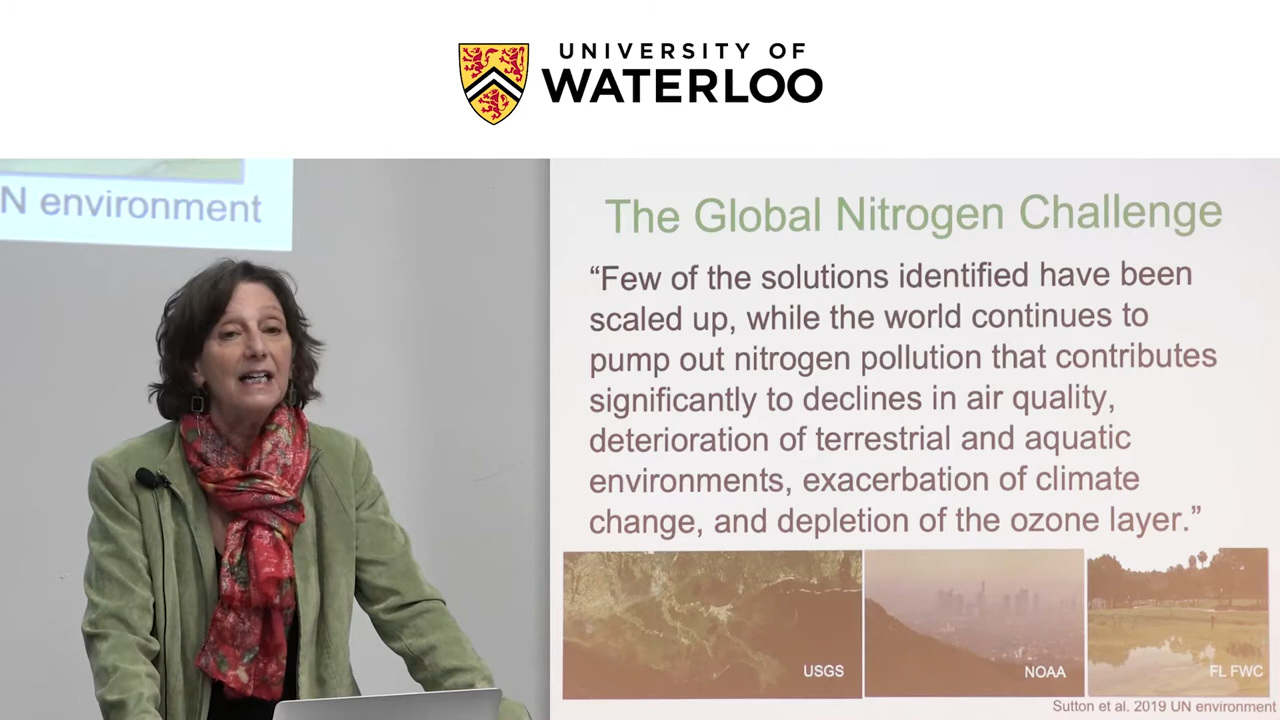 UNIVERSITY OF
WATERLOO
N environment
The Global Nitrogen Challenge
“Few of the solutions identified have been
scaled up, while the world continues to
pump out nitrogen pollution that contributes
significantly to declines in air quality,
deterioration of terrestrial and aquatic
environments, exacerbation of climate
change, and depletion of the ozone layer.”
USGS
NOAA
FL FWC
Sutton et al. 2019 UN environment